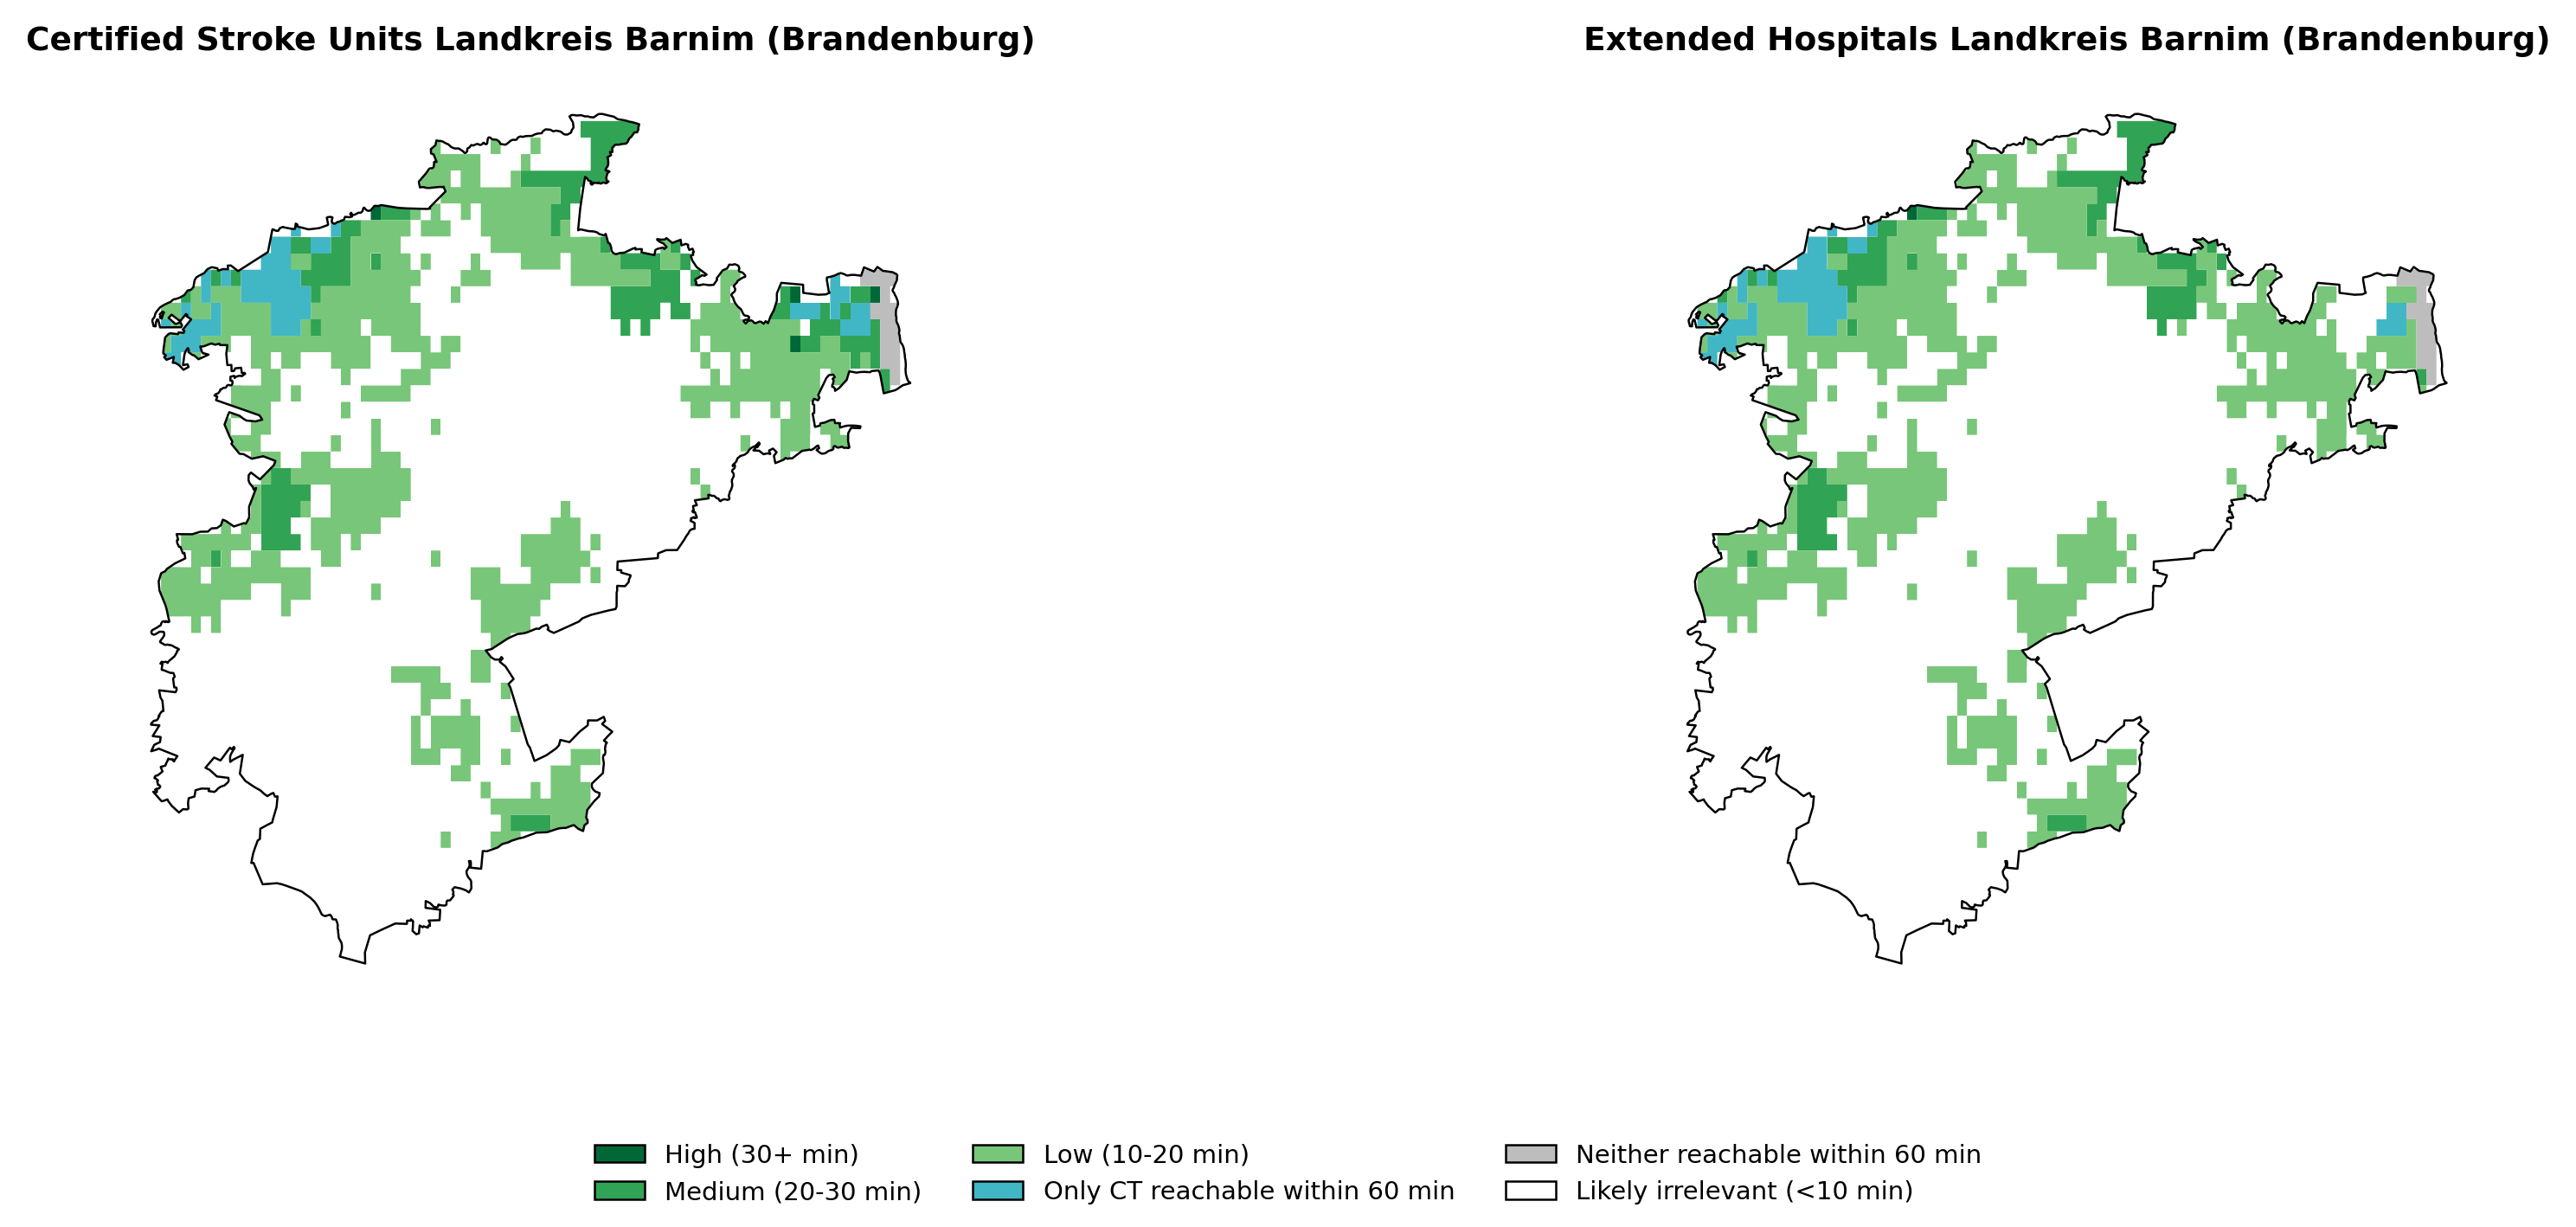 Certified Stroke Units Landkreis Barnim (Brandenburg)
Extended Hospitals Landkreis Barnim (Brandenburg)
High (30+ min)
Medium (20-30 min)
Low (10-20 min)
Only CT reachable within 60 min
Neither reachable within 60 min
Likely irrelevant (<10 min)